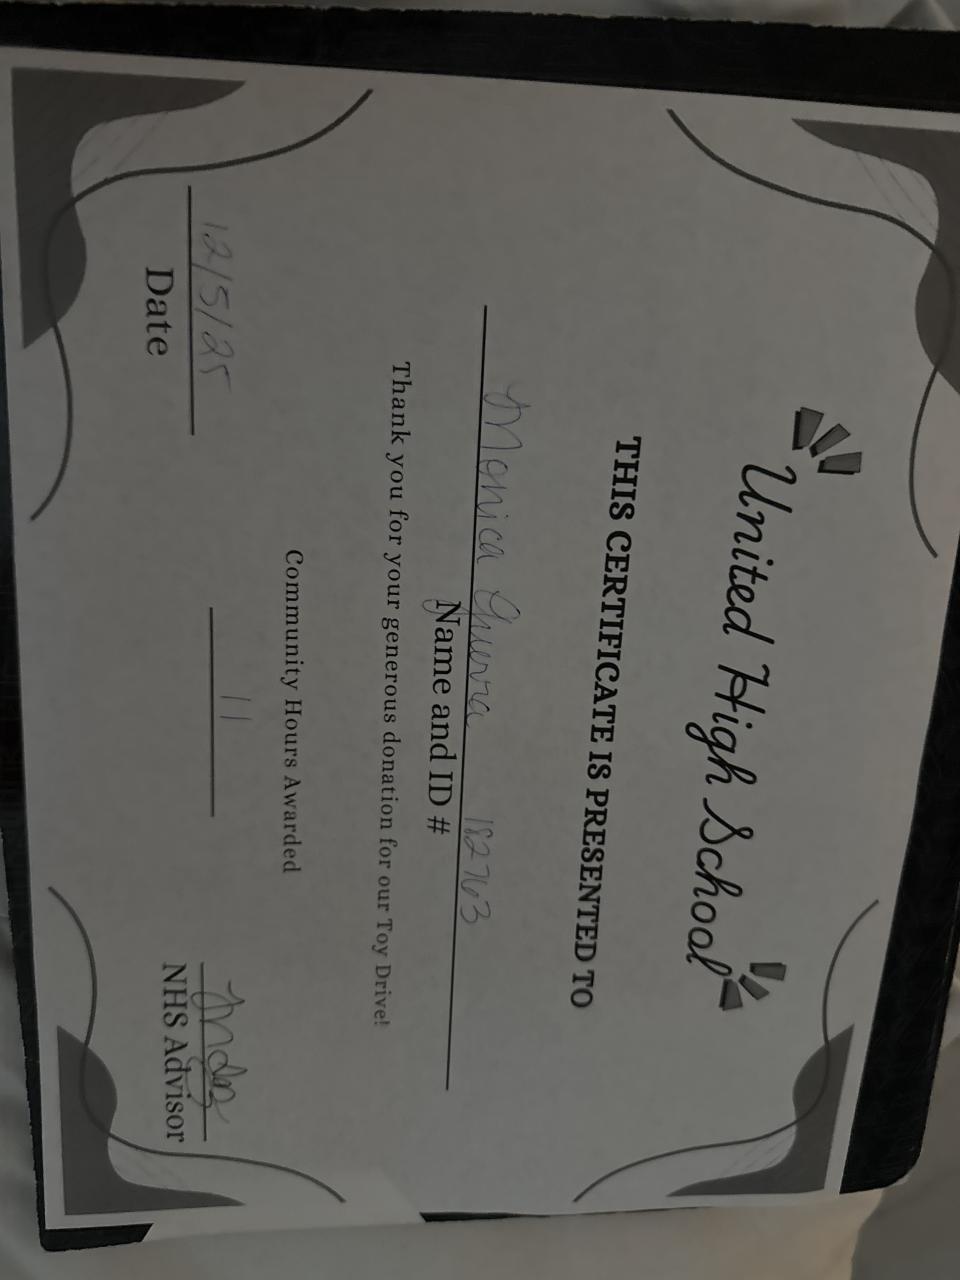 United High School
THIS CERTIFICATE IS PRESENTED TO
Monica Guerra 182763
Name and ID #
Thank you for your generous donation for our Toy Drive!
Community Hours Awarded
12/5/25
11
Date
NHS Advisor